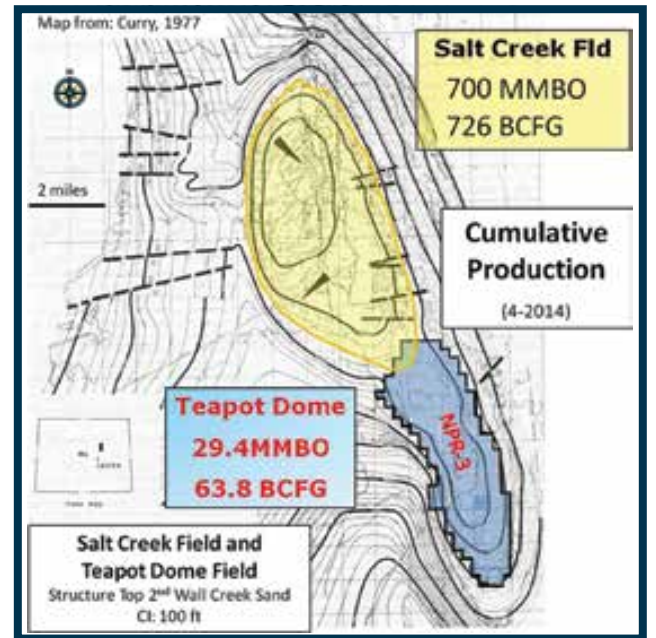 Map from: Curry, 1977
Salt Creek Fld
700 MMBO
726 BCFG
2 miles
Cumulative
Production
(4-2014)
Teapot Dome
29.4MMBO
63.8 BCFG
NPR-3
Salt Creek Field and
Teapot Dome Field
Structure Top 2nd Wall Creek Sand
CI: 100 ft